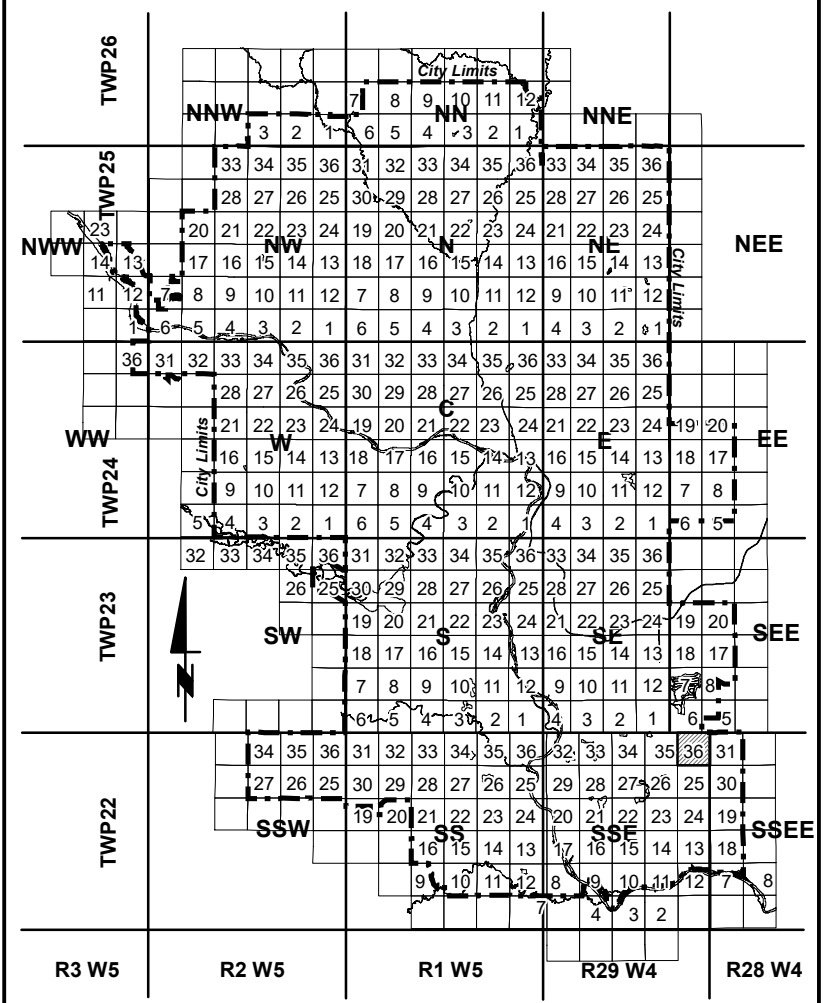 TWP26
City Limits
7 8 9 10 11 12
NNW NN NNE
3 2 1 6 5 4 3 2 1
TWP25
33 34 35 36 31 32 33 34 35 36 33 34 35 36
28 27 26 25 30 29 28 27 26 25 28 27 26 25
23 20 21 22 23 24 19 20 21 22 23 24 21 22 23 24
NWW NW N NE NEE
14 13 17 16 15 14 13 18 17 16 15 14 13 16 15 14 13
City Limits
11 12 7 8 9 10 11 12 7 8 9 10 11 12 9 10 11 12
1 6 5 4 3 2 1 6 5 4 3 2 1 4 3 2 1
36 31 32 33 34 35 36 31 32 33 34 35 36 33 34 35 36
28 27 26 25 30 29 28 27 26 25 28 27 26 25
C
21 22 23 24 19 20 21 22 23 24 21 22 23 24 19 20
WW W E EE
City Limits
16 15 14 13 18 17 16 15 14 13 16 15 14 13 18 17
TWP24
9 10 11 12 7 8 9 10 11 12 9 10 11 12 7 8
5 4 3 2 1 6 5 4 3 2 1 4 3 2 1 6 5
32 33 34 35 36 31 32 33 34 35 36 33 34 35 36
26 25 30 29 28 27 26 25 28 27 26 25
TWP23
19 20 21 22 23 24 21 22 23 24 19 20
SW S SE SEE
18 17 16 15 14 13 16 15 14 13 18 17
N
7 8 9 10 11 12 9 10 11 12 7 8
6 5 4 3 2 1 4 3 2 1 6 5
34 35 36 31 32 33 34 35 36 32 33 34 35 36 31
27 26 25 30 29 28 27 26 25 29 28 27 26 25 30
TWP22
19 20 21 22 23 24 20 21 22 23 24 19
SSW SS SSE SSEE
16 15 14 13 17 16 15 14 13 18
9 10 11 12 8 9 10 11 12 7 8
7 4 3 2
R3 W5 R2 W5 R1 W5 R29 W4 R28 W4